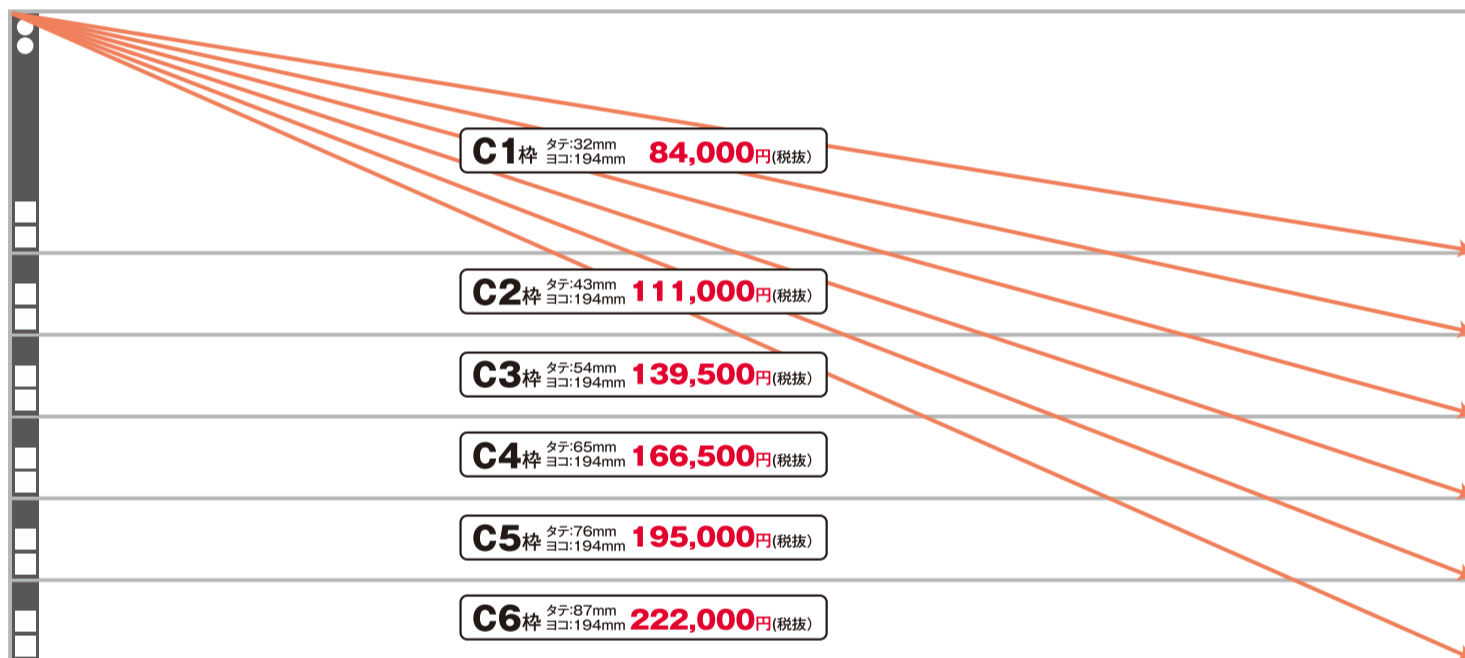 C1枠 タテ:32mm ヨコ:194mm 84,000円(税抜)
C2枠 タテ:43mm ヨコ:194mm 111,000円(税抜)
C3枠 タテ:54mm ヨコ:194mm 139,500円(税抜)
C4枠 タテ:65mm ヨコ:194mm 166,500円(税抜)
C5枠 タテ:76mm ヨコ:194mm 195,000円(税抜)
C6枠 タテ:87mm ヨコ:194mm 222,000円(税抜)